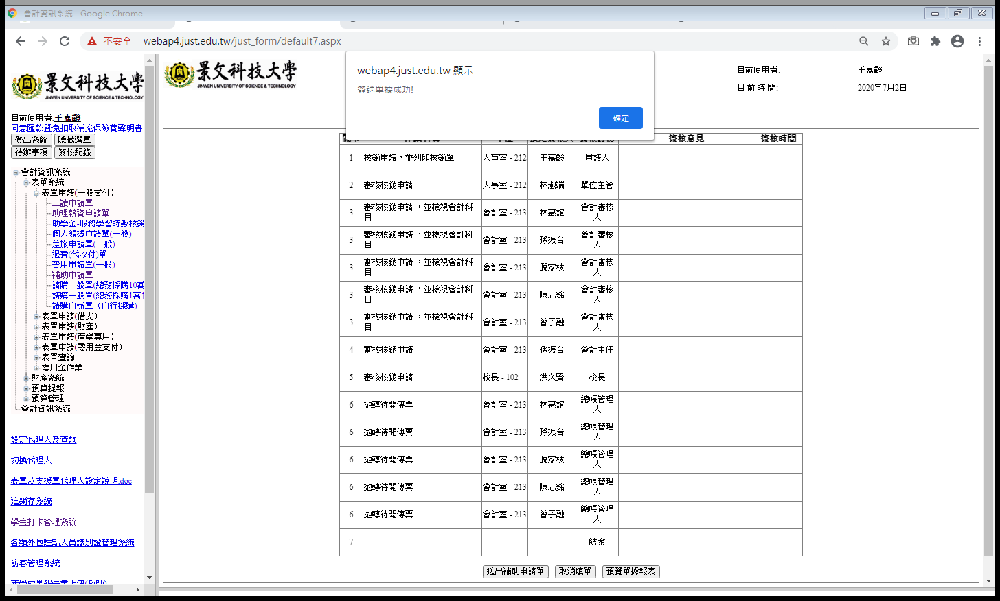 會計資訊系統 - Google Chrome
不安全
webap4.just.edu.tw/just_form/default7.aspx
景文科技大學
JINWEN UNIVERSITY OF SCIENCE & TECHNOLOGY
目前使用者:王嘉齡
同意匯款暨免扣取補充保險費聲明書
登出系統 隱藏選單
待辦事項 簽核紀錄
會計資訊系統
表單系統
表單申請(一般支付)
工讀申請單
助理薪資申請單
助學金-服務學習時數核銷
個人領據申請單(一般)
差旅申請單(一般)
退費(代收付)單
費用申請單(一般)
補助申請單
請購一般單(總務採購10萬
請購一般單(總務採購1萬
請購自辦單（自行採購)
表單申請(借支)
表單申請(財產)
表單申請(產學專用)
表單申請(零用金支付)
表單查詢
零用金作業
財產系統
預算提報
預算管理
會計資訊系統
設定代理人及查詢
切換代理人
表單及支援單代理人設定說明.doc
進銷存系統
學生打卡管理系統
各類外包駐點人員識別證管理系統
訪客管理系統
產學成果報告書上傳(教師)
景文科技大學
JINWEN UNIVERSITY OF SCIENCE & TECHNOLOGY
webap4.just.edu.tw 顯示
簽送單據成功!
確定
目前使用者: 王嘉齡
目前時間: 2020年7月2日
簽核意見 簽核時間
1 核銷申請，並列印核銷單 人事室 - 212 王嘉齡 申請人
2 審核核銷申請 人事室 - 212 林淑端 單位主管
3 審核核銷申請，並檢視會計科目 會計室 - 213 林惠誼 會計審核人
3 審核核銷申請，並檢視會計科目 會計室 - 213 孫振台 會計審核人
3 審核核銷申請，並檢視會計科目 會計室 - 213 脫家枝 會計審核人
3 審核核銷申請，並檢視會計科目 會計室 - 213 陳志銘 會計審核人
3 審核核銷申請，並檢視會計科目 會計室 - 213 曾子融 會計審核人
4 審核核銷申請 會計室 - 213 孫振台 會計主任
5 審核核銷申請 校長 - 102 洪久賢 校長
6 拋轉待開傳票 會計室 - 213 林惠誼 總帳管理人
6 拋轉待開傳票 會計室 - 213 孫振台 總帳管理人
6 拋轉待開傳票 會計室 - 213 脫家枝 總帳管理人
6 拋轉待開傳票 會計室 - 213 陳志銘 總帳管理人
6 拋轉待開傳票 會計室 - 213 曾子融 總帳管理人
7 - 結案
送出補助申請單 取消填單 預覽單據報表